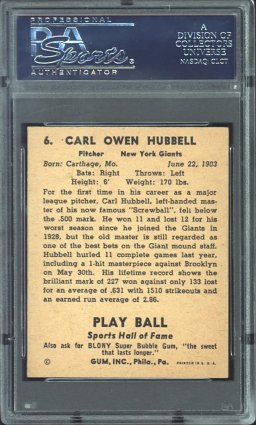 PSA
Sports
AUTHENTICATOR
A
DIVISION OF
COLLECTORS
UNIVERSE
NASDAQ: CLCT
6. CARL OWEN HUBBELL
Pitcher New York Giants
Born: Carthage, Mo. June 22, 1903
Bats: Right Throws: Left
Height: 6' Weight: 170 lbs.
For the first time in his career as a major
league pitcher, Carl Hubbell, left-handed mas-
ter of his now famous "Screwball", fell below
the .500 mark. He won 11 and lost 12 for his
worst season since he joined the Giants in
1928, but the old master is still regarded as
one of the best bets on the Giant mound staff.
Hubbell hurled 11 complete games last year,
including a 1-hit masterpiece against Brooklyn
on May 30th. His lifetime record shows the
brilliant mark of 227 won against only 133 lost
for an average of .631 with 1510 strikeouts and
an earned run average of 2.86.
PLAY BALL
Sports Hall of Fame
Also ask for BLONY Super Bubble Gum, "the sweet
that lasts longer."
© GUM, INC., Phila., Pa. PRINTED IN U. S. A.